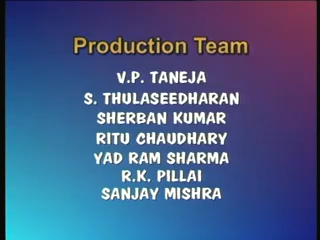 Production Team
V.P. TANEJA
S. THULASEEDHARAN
SHERBAN KUMAR
RITU CHAUDHARY
YAD RAM SHARMA
R.K. PILLAI
SANJAY MISHRA